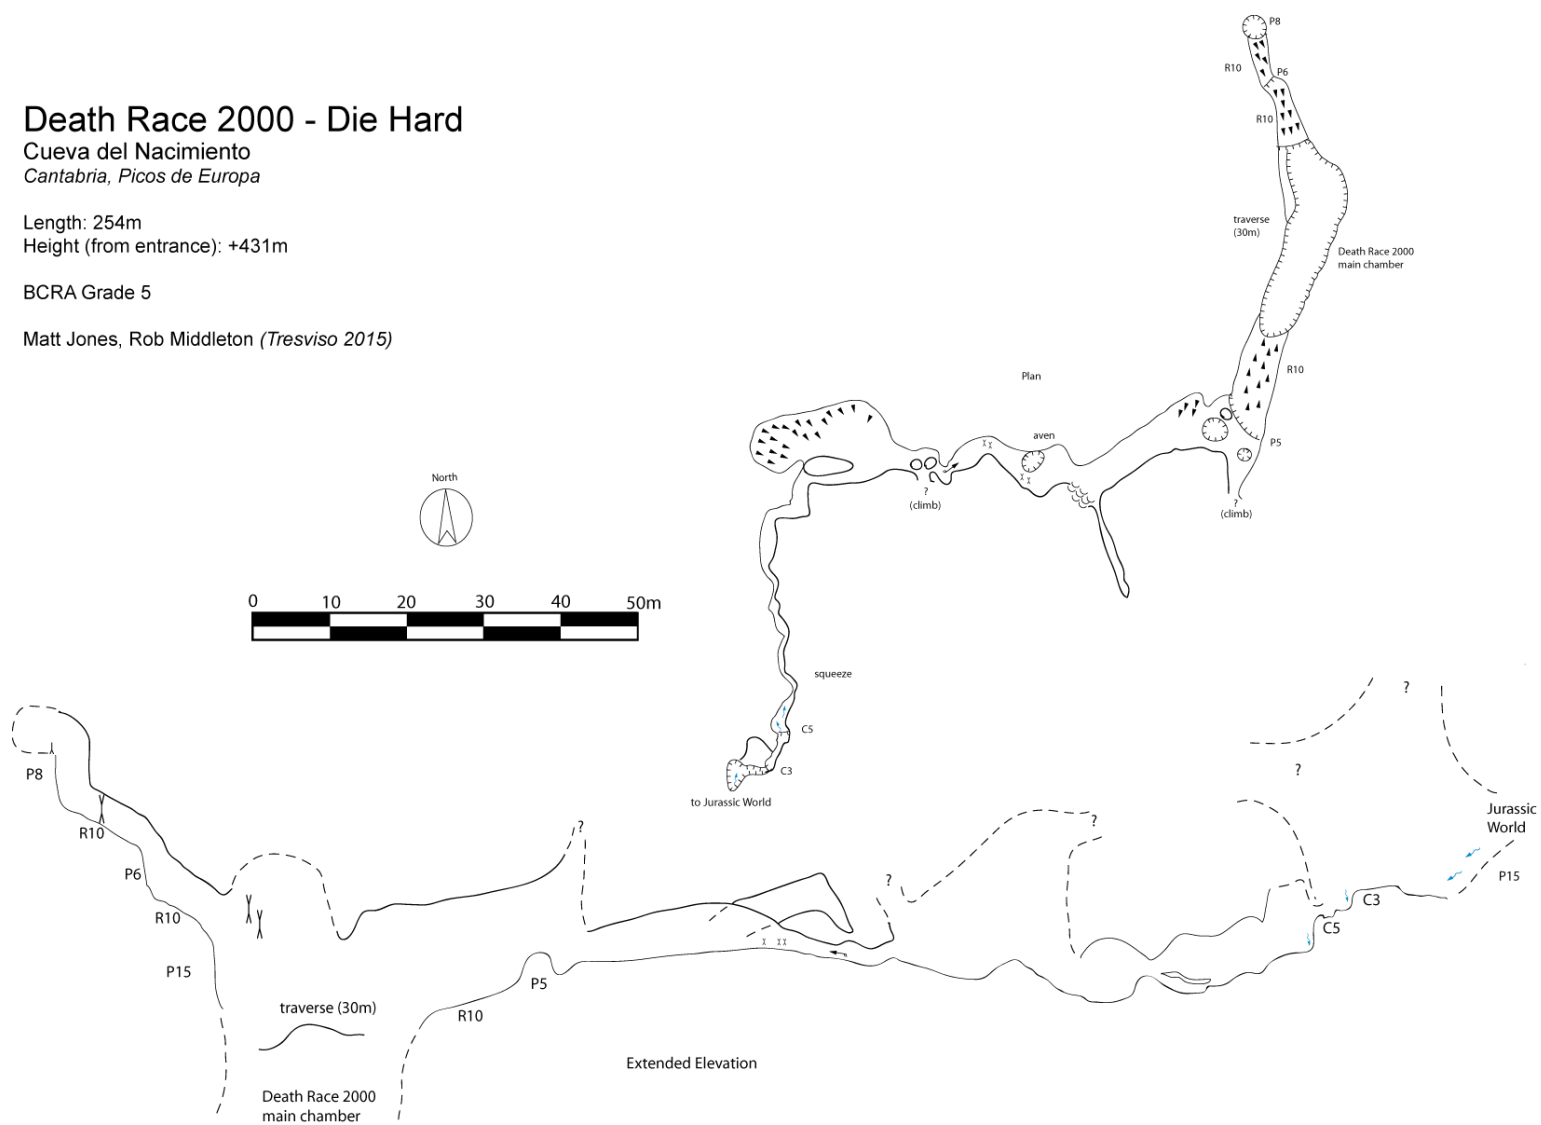 Death Race 2000 - Die Hard
Cueva del Nacimiento
Cantabria, Picos de Europa
Length: 254m
Height (from entrance): +431m
BCRA Grade 5
Matt Jones, Rob Middleton (Tresviso 2015)
P8
R10
P6
R10
traverse
(30m)
Death Race 2000
main chamber
R10
Plan
aven
P5
?
(climb)
?
(climb)
North
0 10 20 30 40 50m
squeeze
C5
C3
to Jurassic World
P8
R10
P6
R10
P15
traverse (30m)
Death Race 2000
main chamber
R10
P5
?
?
?
?
?
Jurassic
World
P15
C3
C5
Extended Elevation